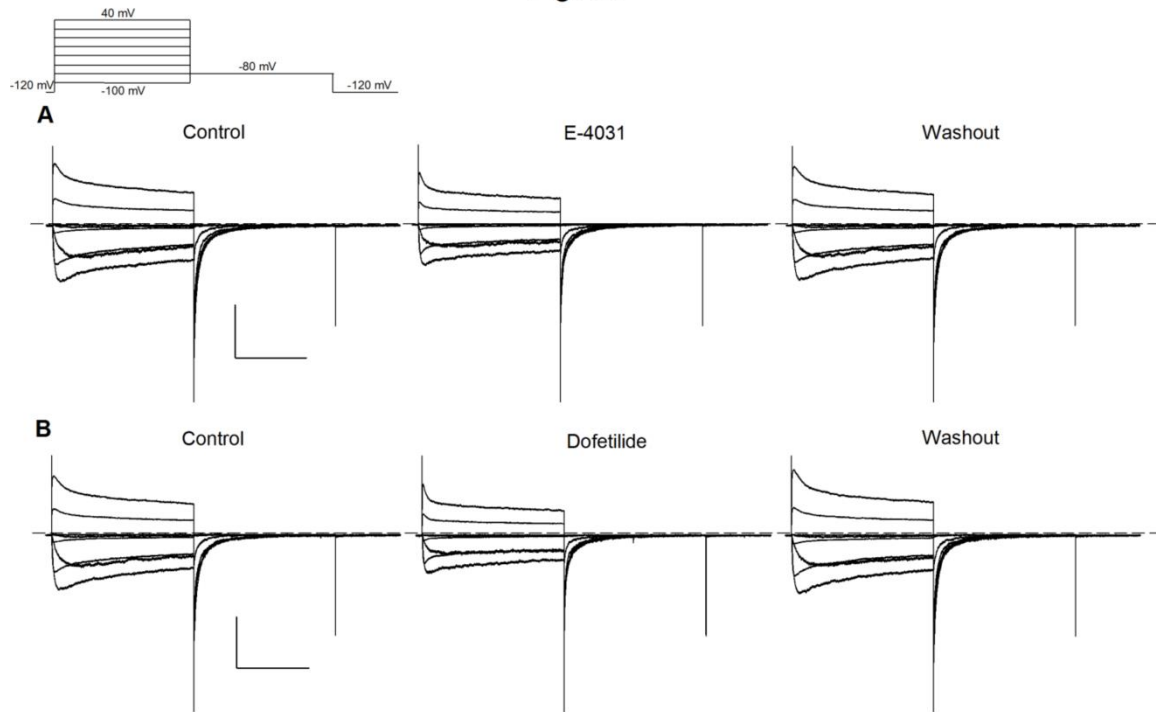 40 mV
-80 mV
-120 mV
-100 mV
-120 mV
A
Control
E-4031
Washout
B
Control
Dofetilide
Washout